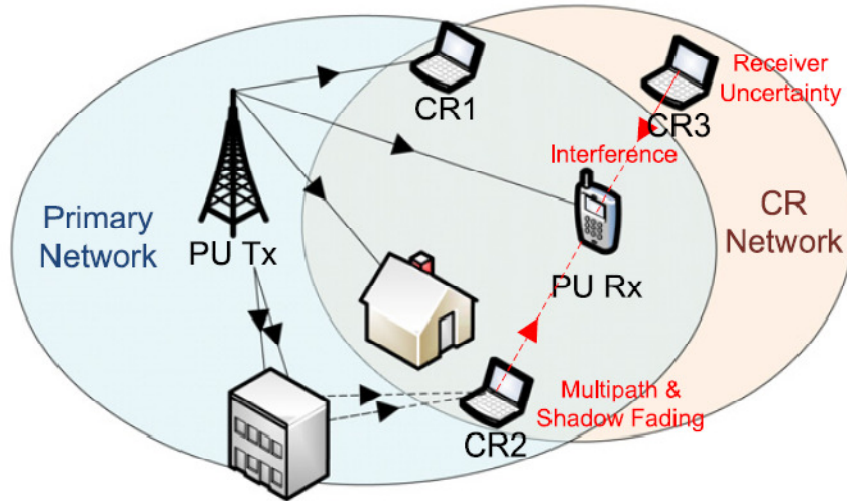 CR1
Receiver
Uncertainty
CR3
Interference
Primary
Network
PU Tx
CR
Network
PU Rx
Multipath &
Shadow Fading
CR2